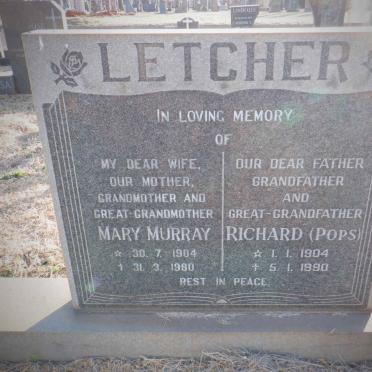 LETCHER
IN LOVING MEMORY
OF
MY DEAR WIFE,
OUR MOTHER,
GRANDMOTHER AND
GREAT-GRANDMOTHER
MARY MURRAY
☆ 30. 7. 1904
† 31. 3. 1980
OUR DEAR FATHER
GRANDFATHER
AND
GREAT-GRANDFATHER
RICHARD (POPS)
☆ 1. 1. 1904
† 5. 1. 1990
REST IN PEACE.